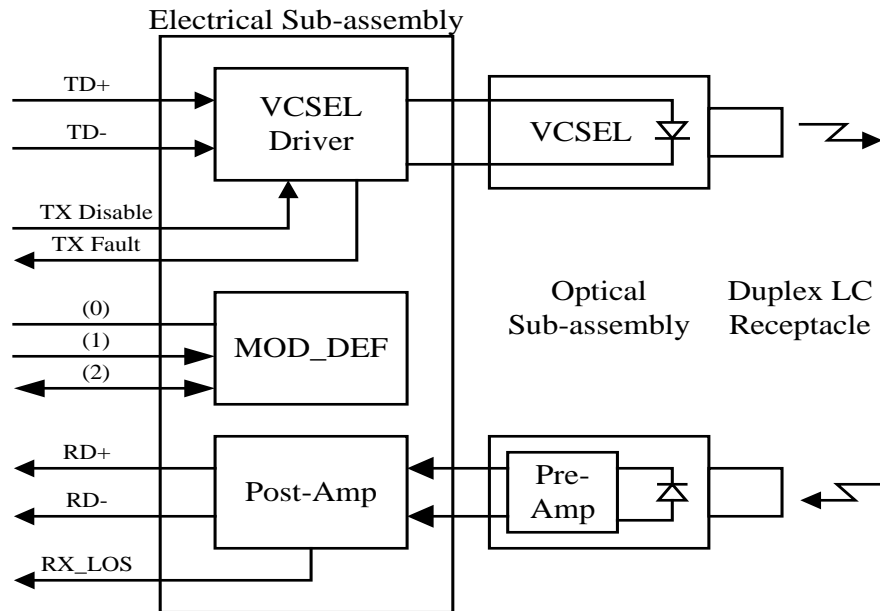 Electrical Sub-assembly
TD+
TD-
VCSEL
Driver
VCSEL
TX Disable
TX Fault
Optical
Sub-assembly
Duplex LC
Receptacle
(0)
(1)
(2)
MOD_DEF
RD+
RD-
Post-Amp
Pre-
Amp
RX_LOS